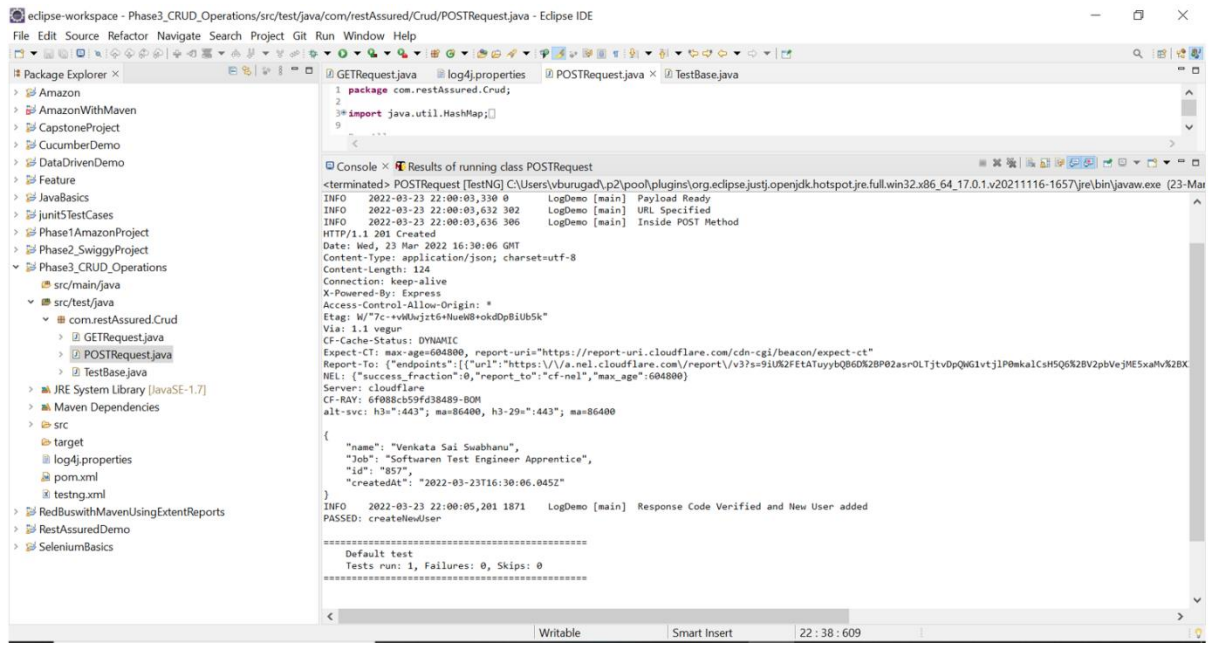 eclipse-workspace - Phase3_CRUD_Operations/src/test/java/com/restAssured/Crud/POSTRequest.java - Eclipse IDE
File Edit Source Refactor Navigate Search Project Git Run Window Help
Package Explorer
Amazon
AmazonWithMaven
CapstoneProject
CucumberDemo
DataDrivenDemo
Feature
JavaBasics
junit5TestCases
Phase1AmazonProject
Phase2_SwiggyProject
Phase3_CRUD_Operations
src/main/java
src/test/java
com.restAssured.Crud
GETRequest.java
POSTRequest.java
TestBase.java
JRE System Library [JavaSE-1.7]
Maven Dependencies
src
target
log4j.properties
pom.xml
testng.xml
RedBuswithMavenUsingExtentReports
RestAssuredDemo
SeleniumBasics
GETRequest.java log4j.properties POSTRequest.java TestBase.java
1 package com.restAssured.Crud;
2
3 import java.util.HashMap;
9
Console Results of running class POSTRequest
<terminated> POSTRequest [TestNG] C:\Users\vburugad\.p2\pool\plugins\org.eclipse.justj.openjdk.hotspot.jre.full.win32.x86_64_17.0.1.v20211116-1657\jre\bin\javaw.exe (23-Mar
INFO 2022-03-23 22:00:03,330 0 LogDemo [main] Payload Ready
INFO 2022-03-23 22:00:03,632 302 LogDemo [main] URL Specified
INFO 2022-03-23 22:00:03,636 306 LogDemo [main] Inside POST Method
HTTP/1.1 201 Created
Date: Wed, 23 Mar 2022 16:30:06 GMT
Content-Type: application/json; charset=utf-8
Content-Length: 124
Connection: keep-alive
X-Powered-By: Express
Access-Control-Allow-Origin: *
Etag: W/"7c-+vWUwjzt6+NueW8+okdDpBiUb5k"
Via: 1.1 vegur
CF-Cache-Status: DYNAMIC
Expect-CT: max-age=604800, report-uri="https://report-uri.cloudflare.com/cdn-cgi/beacon/expect-ct"
Report-To: {"endpoints":[{"url":"https:\/\/a.nel.cloudflare.com\/report\/v3?s=9iU%2FEtATuyybQB6D%2BP02asrOLTjtvDpQWG1vtjlP0mkalCsH5Q6%2BV2pbVejME5xaMv%2BX
NEL: {"success_fraction":0,"report_to":"cf-nel","max_age":604800}
Server: cloudflare
CF-RAY: 6f088cb59fd38489-BOM
alt-svc: h3=":443"; ma=86400, h3-29=":443"; ma=86400
{
"name": "Venkata Sai Swabhanu",
"Job": "Softwaren Test Engineer Apprentice",
"id": "857",
"createdAt": "2022-03-23T16:30:06.045Z"
}
INFO 2022-03-23 22:00:05,201 1871 LogDemo [main] Response Code Verified and New User added
PASSED: createNewUser
===============================================
Default test
Tests run: 1, Failures: 0, Skips: 0
===============================================
Writable Smart Insert 22 : 38 : 609